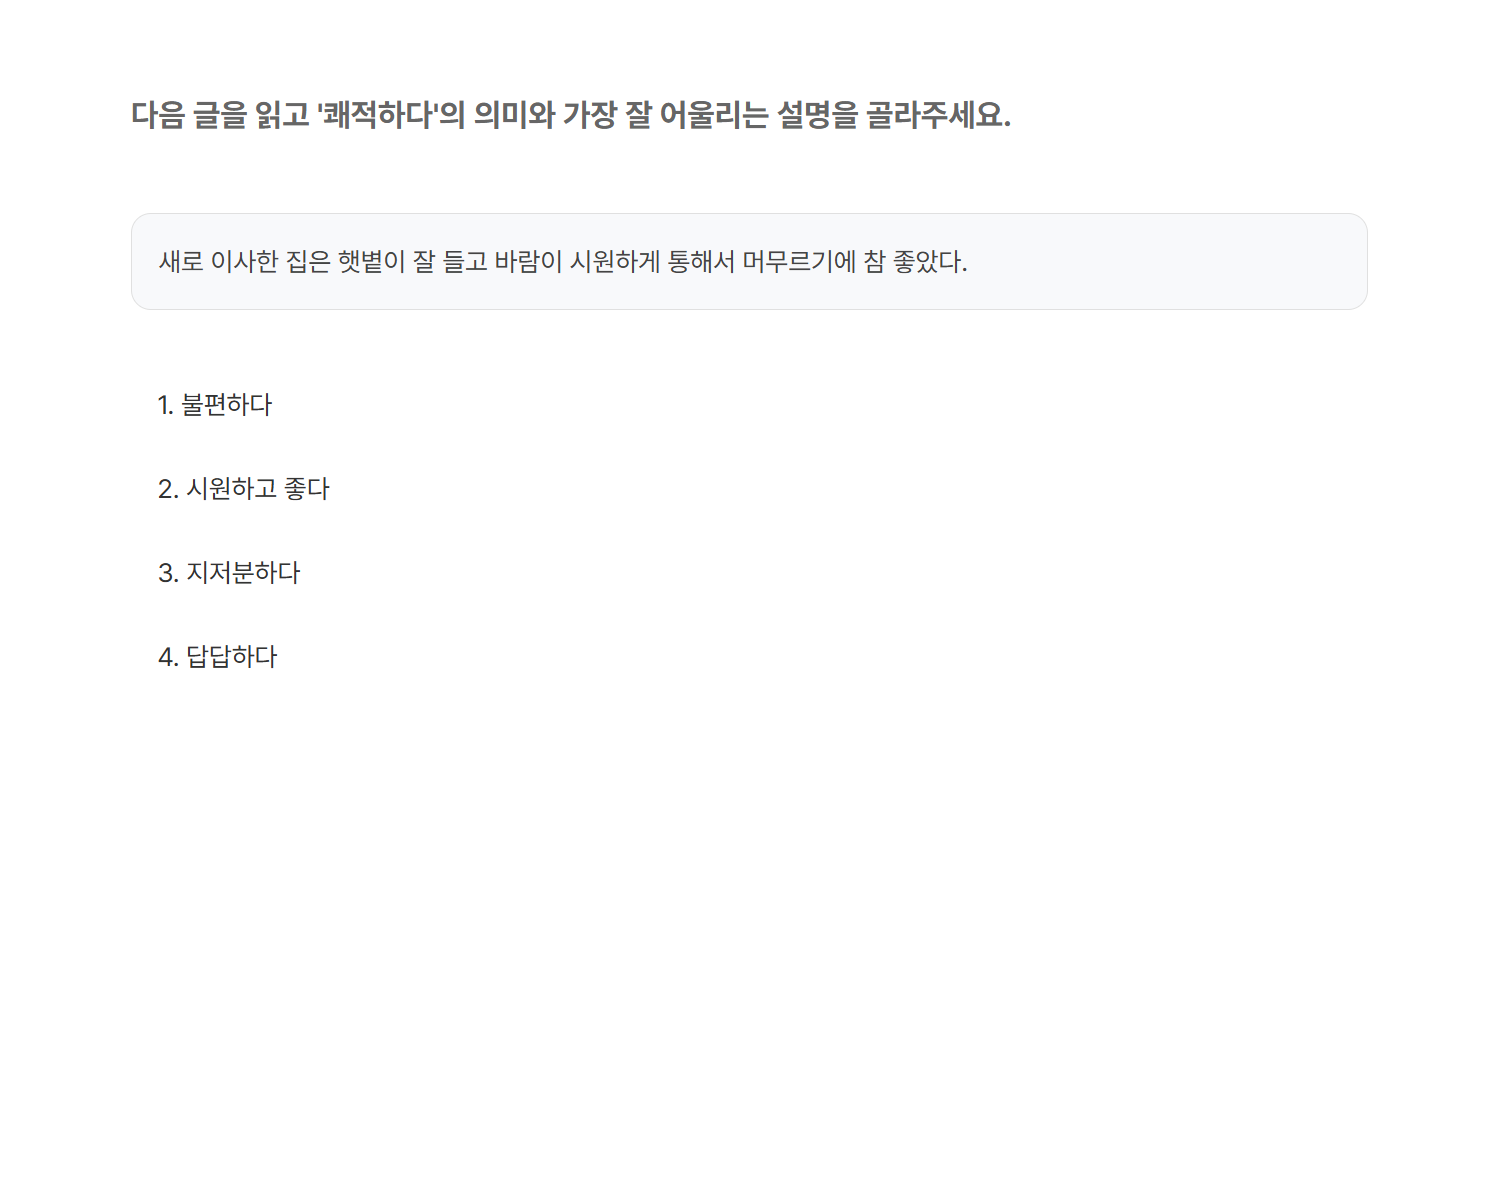 다음 글을 읽고 '쾌적하다'의 의미와 가장 잘 어울리는 설명을 골라주세요.
새로 이사한 집은 햇볕이 잘 들고 바람이 시원하게 통해서 머무르기에 참 좋았다.
1. 불편하다
2. 시원하고 좋다
3. 지저분하다
4. 답답하다